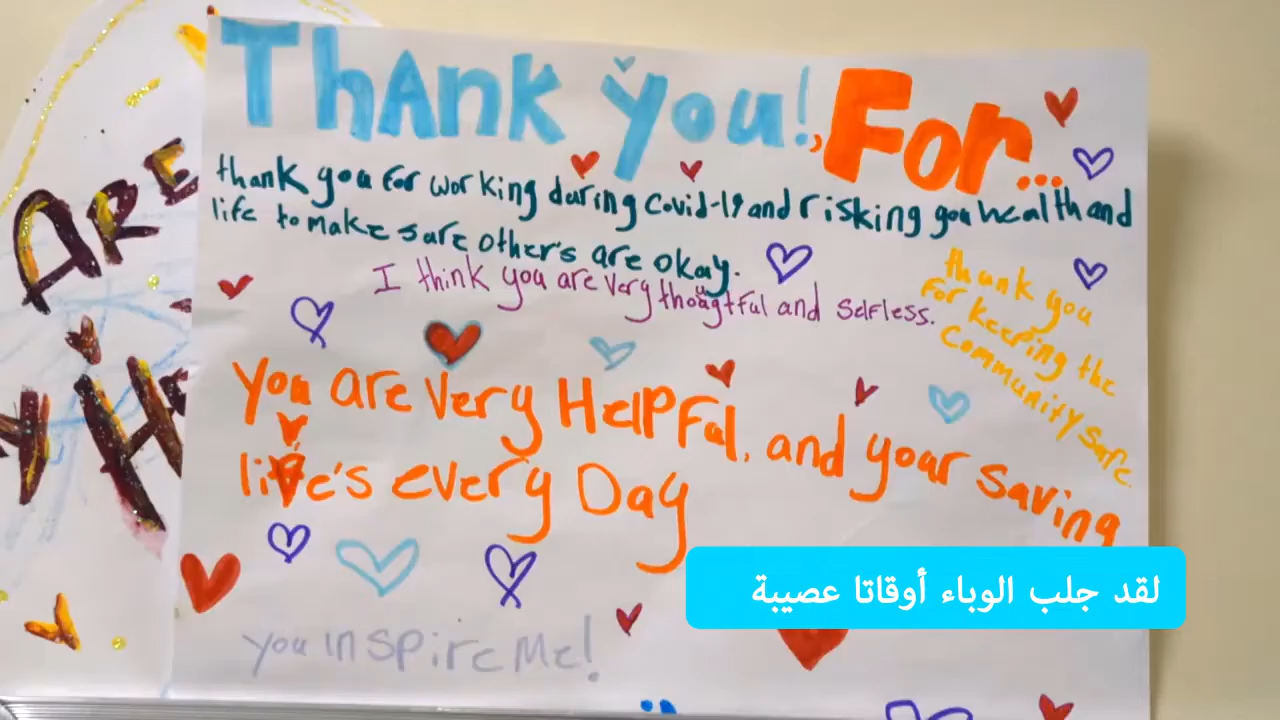 Thank you!, For...
thank you for working during covid-19 and risking you health and
life to make sure other's are okay.
I think you are very thougtful and selfless.
thank you
for keeping the
community safe.
you are very HelpFul, and your saving
life's every Day
you inspire me!
ARE
لقد جلب الوباء أوقاتا عصيبة